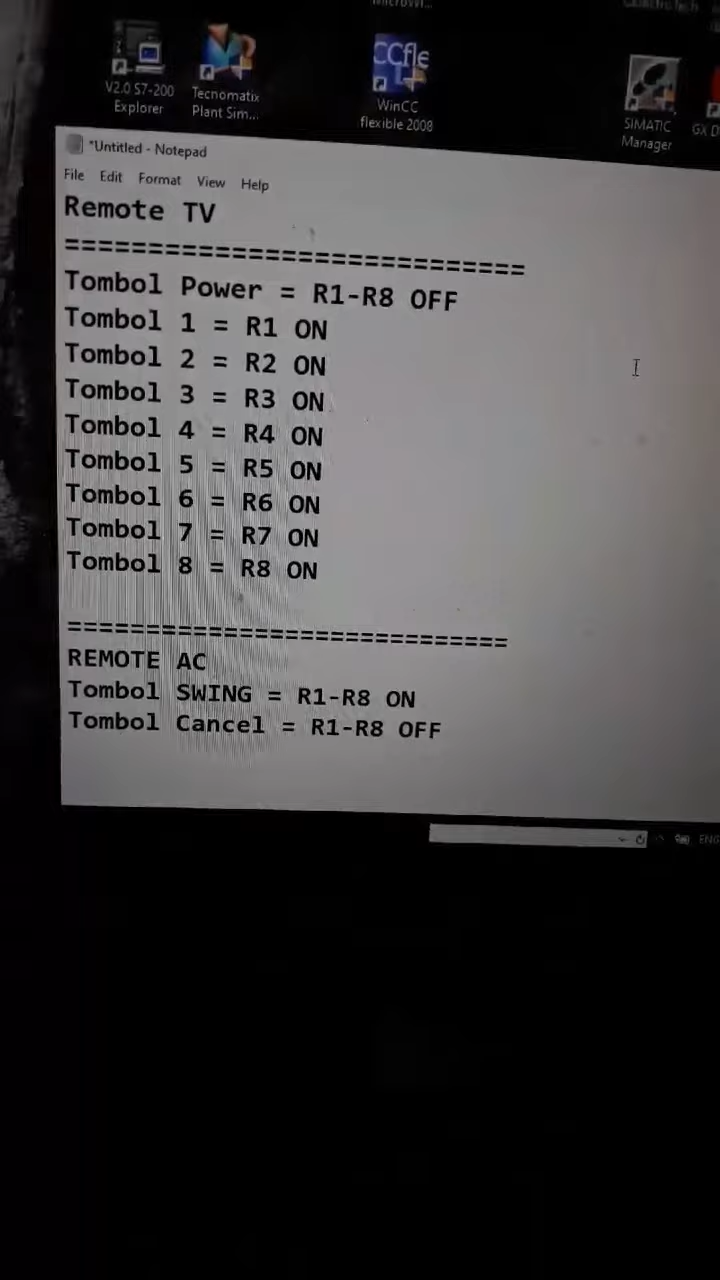 V2.0 S7-200
Explorer
Tecnomatix
Plant Sim...
WinCC
flexible 2008
SIMATIC
Manager
GX D
*Untitled - Notepad
File Edit Format View Help
Remote TV
============================
Tombol Power = R1-R8 OFF
Tombol 1 = R1 ON
Tombol 2 = R2 ON
Tombol 3 = R3 ON
Tombol 4 = R4 ON
Tombol 5 = R5 ON
Tombol 6 = R6 ON
Tombol 7 = R7 ON
Tombol 8 = R8 ON
============================
REMOTE AC
Tombol SWING = R1-R8 ON
Tombol Cancel = R1-R8 OFF
ENG